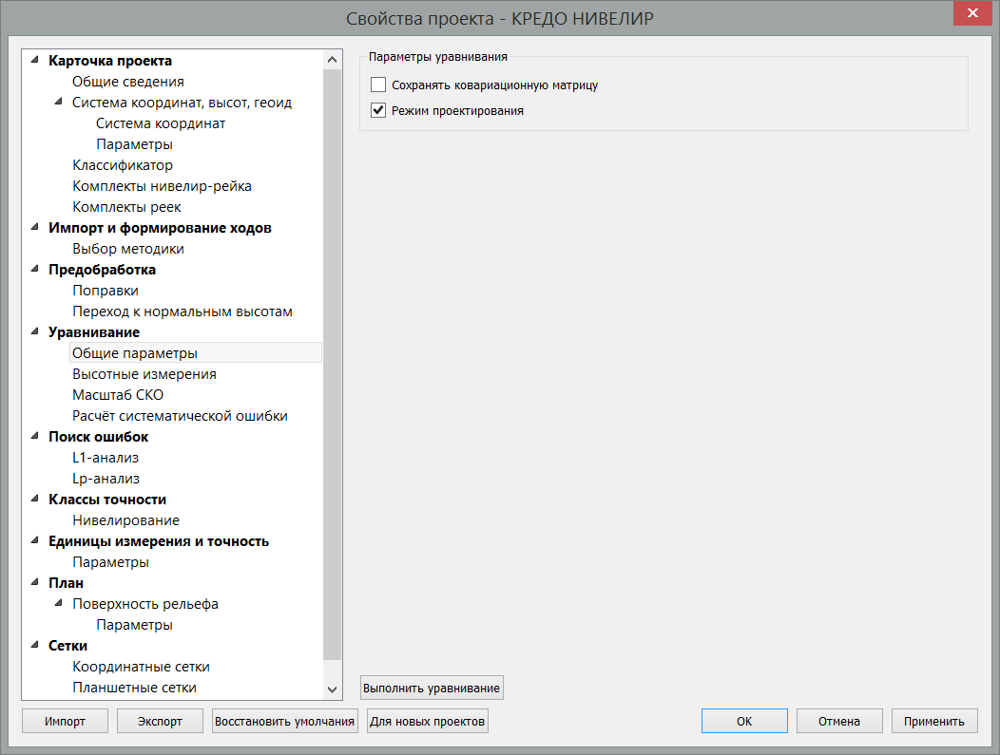 Свойства проекта - КРЕДО НИВЕЛИР
Карточка проекта
Общие сведения
Система координат, высот, геоид
Система координат
Параметры
Классификатор
Комплекты нивелир-рейка
Комплекты реек
Импорт и формирование ходов
Выбор методики
Предобработка
Поправки
Переход к нормальным высотам
Уравнивание
Общие параметры
Высотные измерения
Масштаб СКО
Расчёт систематической ошибки
Поиск ошибок
L1-анализ
Lp-анализ
Классы точности
Нивелирование
Единицы измерения и точность
Параметры
План
Поверхность рельефа
Параметры
Сетки
Координатные сетки
Планшетные сетки
Параметры уравнивания
Сохранять ковариационную матрицу
Режим проектирования
Выполнить уравнивание
Импорт Экспорт Восстановить умолчания Для новых проектов ОК Отмена Применить